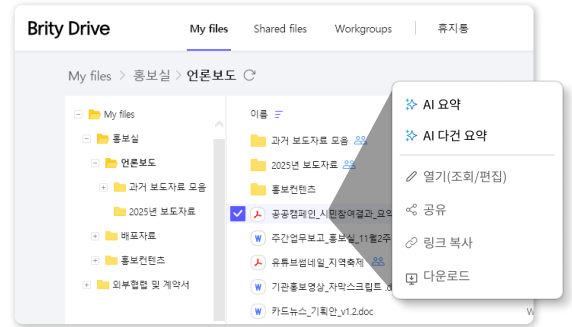 Brity Drive
My files
Shared files
Workgroups
휴지통
My files > 홍보실 > 언론보도
My files
홍보실
언론보도
과거 보도자료 모음
2025년 보도자료
배포자료
홍보컨텐츠
외부협력 및 계약서
이름
과거 보도자료 모음
2025년 보도자료
홍보컨텐츠
공공캠페인_시민참여결과_요약
주간업무보고_홍보실_11월2주
유튜브썸네일_지역축제
기관홍보영상_자막스크립트.d
카드뉴스_기획안_v1.2.doc
W
AI 요약
AI 다건 요약
열기(조회/편집)
공유
링크 복사
다운로드